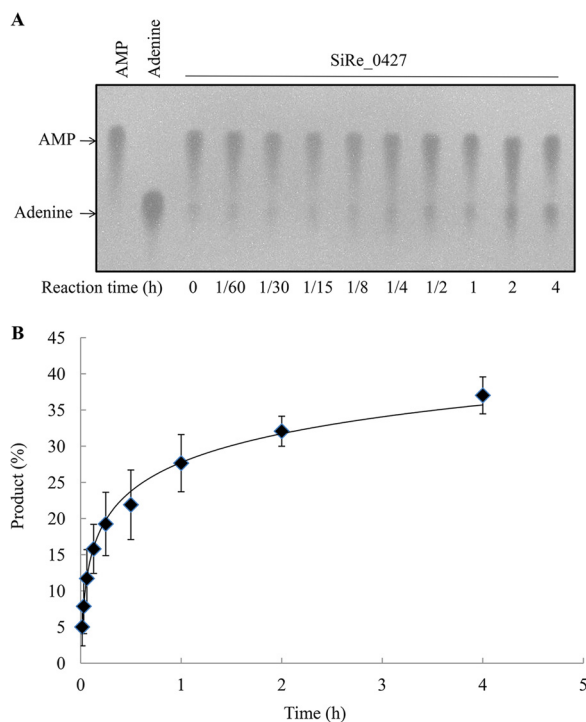 A
AMP
Adenine
SiRe_0427
AMP
Adenine
Reaction time (h) 0 1/60 1/30 1/15 1/8 1/4 1/2 1 2 4
B
45
40
35
30
25
20
15
10
5
0
Product (%)
0 1 2 3 4 5
Time (h)